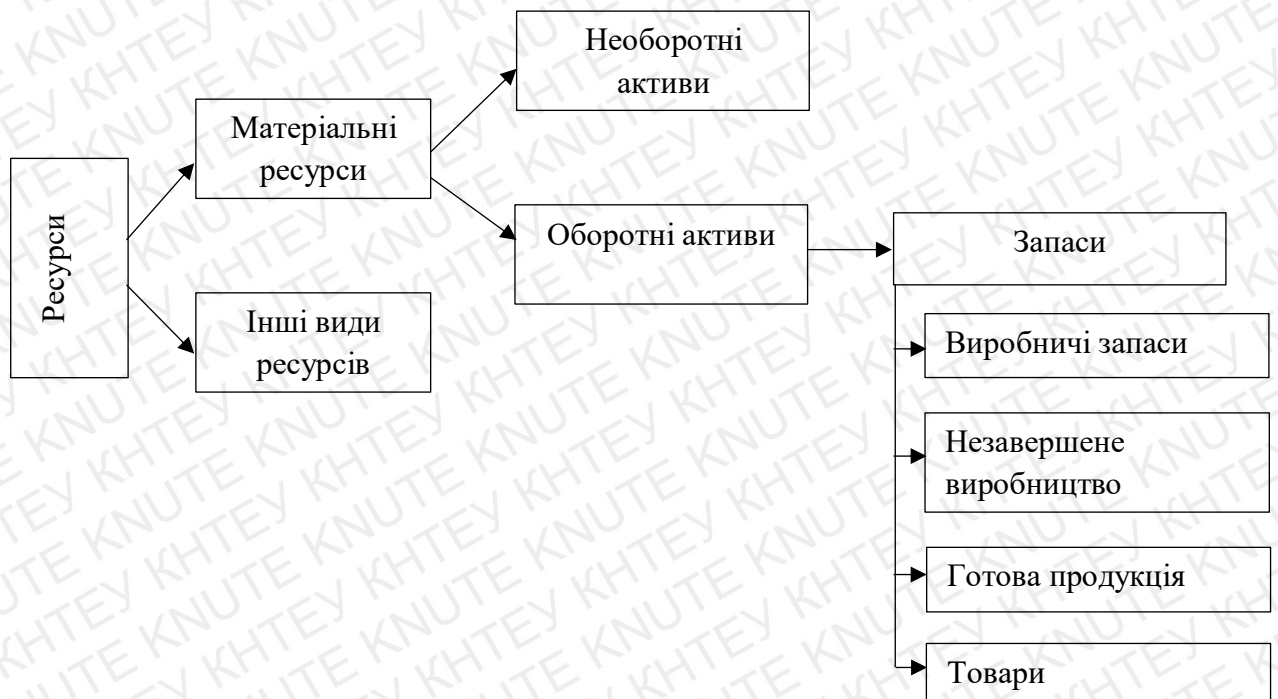 Необоротні
активи
Матеріальні
ресурси
Ресурси
Оборотні активи
Запаси
Інші види
ресурсів
Виробничі запаси
Незавершене
виробництво
Готова продукція
Товари